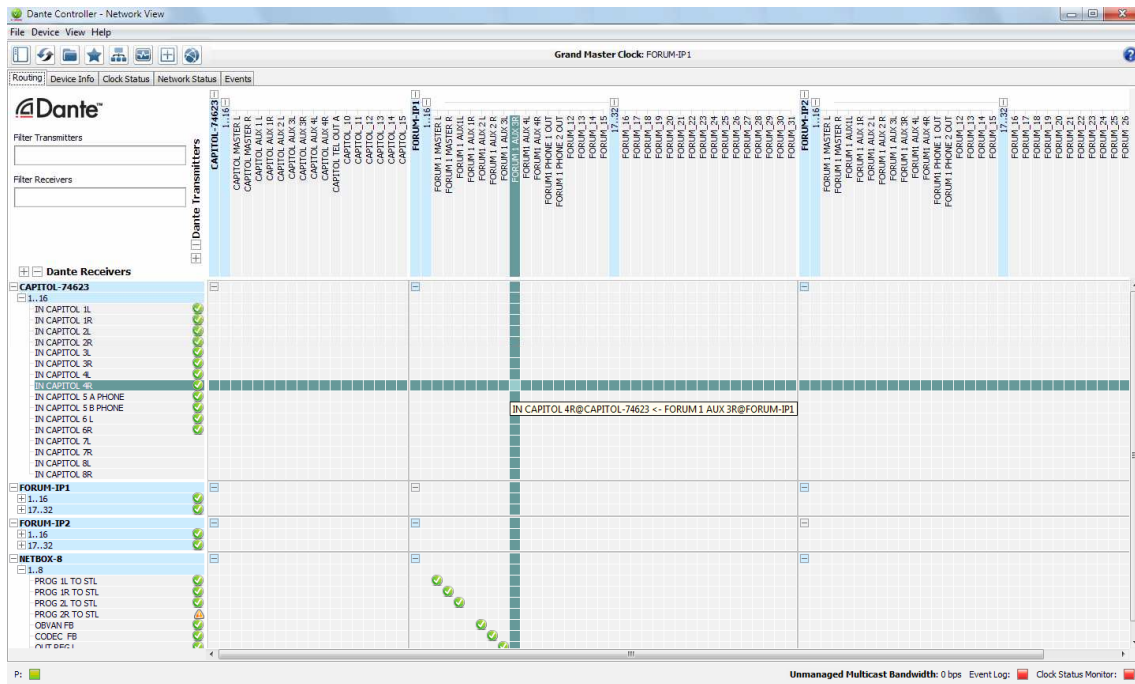 Dante Controller - Network View
File Device View Help
Grand Master Clock: FORUM-IP1
Routing Device Info Clock Status Network Status Events
Dante™
Filter Transmitters
Filter Receivers
Dante Transmitters
Dante Receivers
CAPITOL-74623
1..16
CAPITOL MASTER L
CAPITOL MASTER R
CAPITOL AUX 1 L
CAPITOL AUX 1R
CAPITOL AUX 2 L
CAPITOL AUX 3L
CAPITOL AUX 3R
CAPITOL AUX 4L
CAPITOL AUX 4R
CAPITOL TEL OUT A
CAPITOL_10
CAPITOL_11
CAPITOL_12
CAPITOL_13
CAPITOL_14
CAPITOL_15
FORUM-IP1
1..16
FORUM 1 MASTER L
FORUM 1 MASTER R
FORUM 1 AUX1L
FORUM1 AUX 1R
FORUM1 AUX 2 L
FORUM1 AUX 2 R
FORUM 1 AUX 3L
FORUM 1 AUX 3R
FORUM1 AUX 4L
FORUM1 AUX 4R
FORUM1 PHONE 1 OUT
FORUM 1 PHONE 2 OUT
FORUM_12
FORUM_13
FORUM_14
FORUM_15
17..32
FORUM_16
FORUM_17
FORUM_18
FORUM_19
FORUM_20
FORUM_21
FORUM_22
FORUM_23
FORUM_24
FORUM_25
FORUM_26
FORUM_27
FORUM_28
FORUM_29
FORUM_30
FORUM_31
FORUM-IP2
1..16
FORUM 1 MASTER L
FORUM 1 MASTER R
FORUM 1 AUX1L
FORUM1 AUX 1R
FORUM1 AUX 2 L
FORUM1 AUX 2 R
FORUM 1 AUX 3L
FORUM1 AUX 3R
FORUM1 AUX 4L
FORUM1 AUX 4R
FORUM1 PHONE 1 OUT
FORUM 1 PHONE 2 OUT
FORUM_12
FORUM_13
FORUM_14
FORUM_15
17..32
FORUM_16
FORUM_17
FORUM_18
FORUM_19
FORUM_20
FORUM_21
FORUM_22
FORUM_23
FORUM_24
FORUM_25
FORUM 26
CAPITOL-74623
1..16
IN CAPITOL 1L
IN CAPITOL 1R
IN CAPITOL 2L
IN CAPITOL 2R
IN CAPITOL 3L
IN CAPITOL 3R
IN CAPITOL 4L
IN CAPITOL 4R
IN CAPITOL 5 A PHONE
IN CAPITOL 5 B PHONE
IN CAPITOL 6 L
IN CAPITOL 6R
IN CAPITOL 7L
IN CAPITOL 7R
IN CAPITOL 8L
IN CAPITOL 8R
IN CAPITOL 4R@CAPITOL-74623 <- FORUM 1 AUX 3R@FORUM-IP1
FORUM-IP1
1..16
17..32
FORUM-IP2
1..16
17..32
NETBOX-8
1..8
PROG 1L TO STL
PROG 1R TO STL
PROG 2L TO STL
PROG 2R TO STL
OBVAN FB
CODEC FB
OUT REG L
P:
Unmanaged Multicast Bandwidth: 0 bps Event Log: Clock Status Monitor: